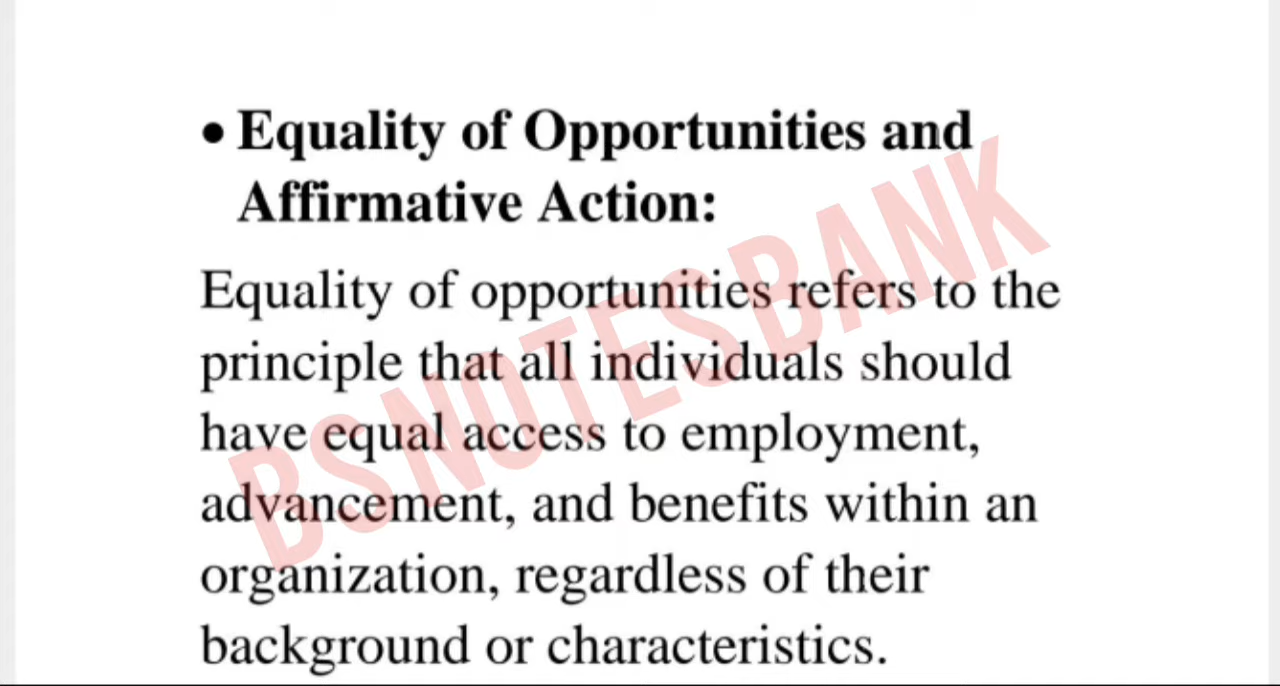 • Equality of Opportunities and
Affirmative Action:
Equality of opportunities refers to the
principle that all individuals should
have equal access to employment,
advancement, and benefits within an
organization, regardless of their
background or characteristics.
BSNOTESBANK